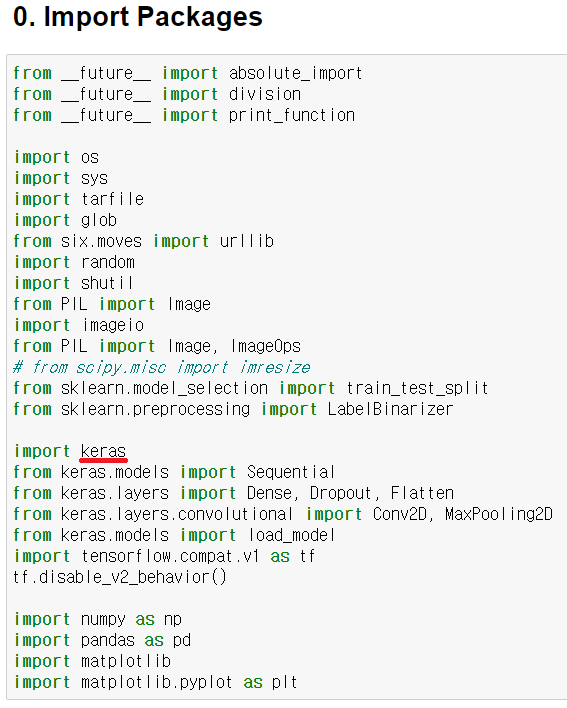 0. Import Packages
from __future__ import absolute_import
from __future__ import division
from __future__ import print_function
import os
import sys
import tarfile
import glob
from six.moves import urllib
import random
import shutil
from PIL import Image
import imageio
from PIL import Image, ImageOps
# from scipy.misc import imresize
from sklearn.model_selection import train_test_split
from sklearn.preprocessing import LabelBinarizer
import keras
from keras.models import Sequential
from keras.layers import Dense, Dropout, Flatten
from keras.layers.convolutional import Conv2D, MaxPooling2D
from keras.models import load_model
import tensorflow.compat.v1 as tf
tf.disable_v2_behavior()
import numpy as np
import pandas as pd
import matplotlib
import matplotlib.pyplot as plt